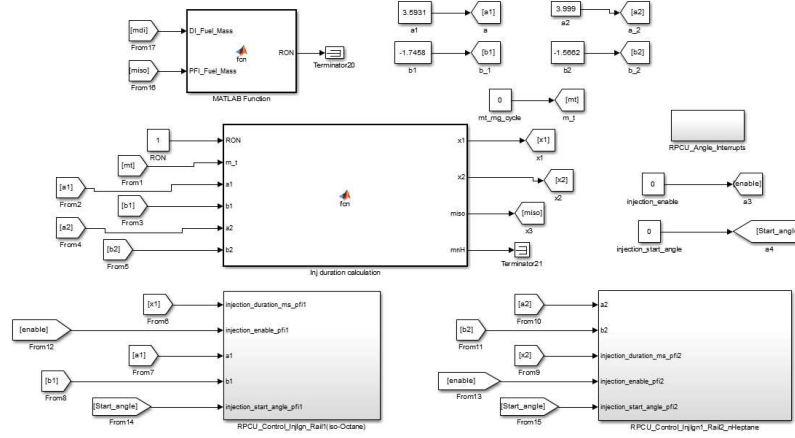 [mdi]
From17
[miso]
From16
DI_Fuel_Mass
PFI_Fuel_Mass
fcn
RON
MATLAB Function
Terminator20
3.5931
a1
[a1]
a
3.999
a2
[a2]
a_2
-1.7458
b1
[b1]
b_1
-1.5662
b2
[b2]
b_2
0
mt_mg_cycle
[mt]
m_t
RPCU_Angle_Interrupts
1
RON
[mt]
From1
[a1]
From2
[b1]
From3
[a2]
From4
[b2]
From5
RON
m_t
a1
b1
a2
b2
fcn
x1
x2
miso
mnH
Inj duration calculation
[x1]
x1
[x2]
x2
[miso]
x3
Terminator21
0
injection_enable
[enable]
a3
0
injection_start_angle
[Start_angle
a4
[x1]
From6
[enable]
From12
[a1]
From7
[b1]
From8
[Start_angle]
From14
injection_duration_ms_pfi1
injection_enable_pfi1
a1
b1
injection_start_angle_pfi1
RPCU_Control_InjIgn_Rail1(iso-Octane)
[a2]
From10
[b2]
From11
[x2]
From9
[enable]
From13
[Start_angle]
From15
a2
b2
injection_duration_ms_pfi2
injection_enable_pfi2
injection_start_angle_pfi2
RPCU_Control_InjIgn1_Rail2_nHeptane